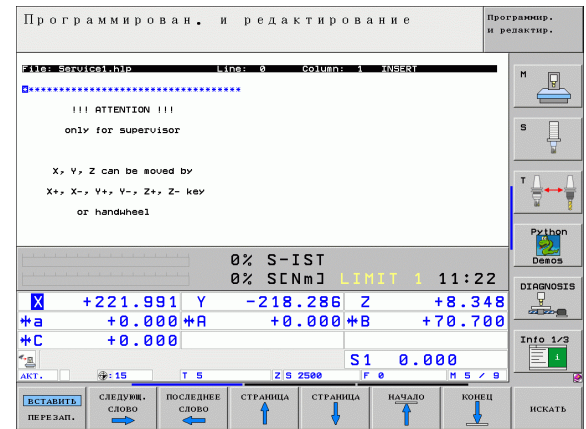 Программирован. и редактирование
Программир.
и редактир.
File: Service1.hlp Line: 0 Column: 1 INSERT
************************************
!!! ATTENTION !!!
only for supervisor
X, Y, Z can be moved by
X+, X-, Y+, Y-, Z+, Z- key
or handwheel
M
S
T
Python
Demos
DIAGNOSIS
Info 1/3
0% S-IST
0% S[Nm] LIMIT 1 11:22
X +221.991 Y -218.286 Z +8.348
a +0.000 A +0.000 B +70.700
C +0.000
S1 0.000
АКТ. :15 T 5 Z S 2500 F 0 M 5 / 9
ВСТАВИТЬ
ПЕРЕЗАП.
СЛЕДУЮЩ.
СЛОВО
ПОСЛЕДНЕЕ
СЛОВО
СТРАНИЦА
СТРАНИЦА
НАЧАЛО
КОНЕЦ
ИСКАТЬ